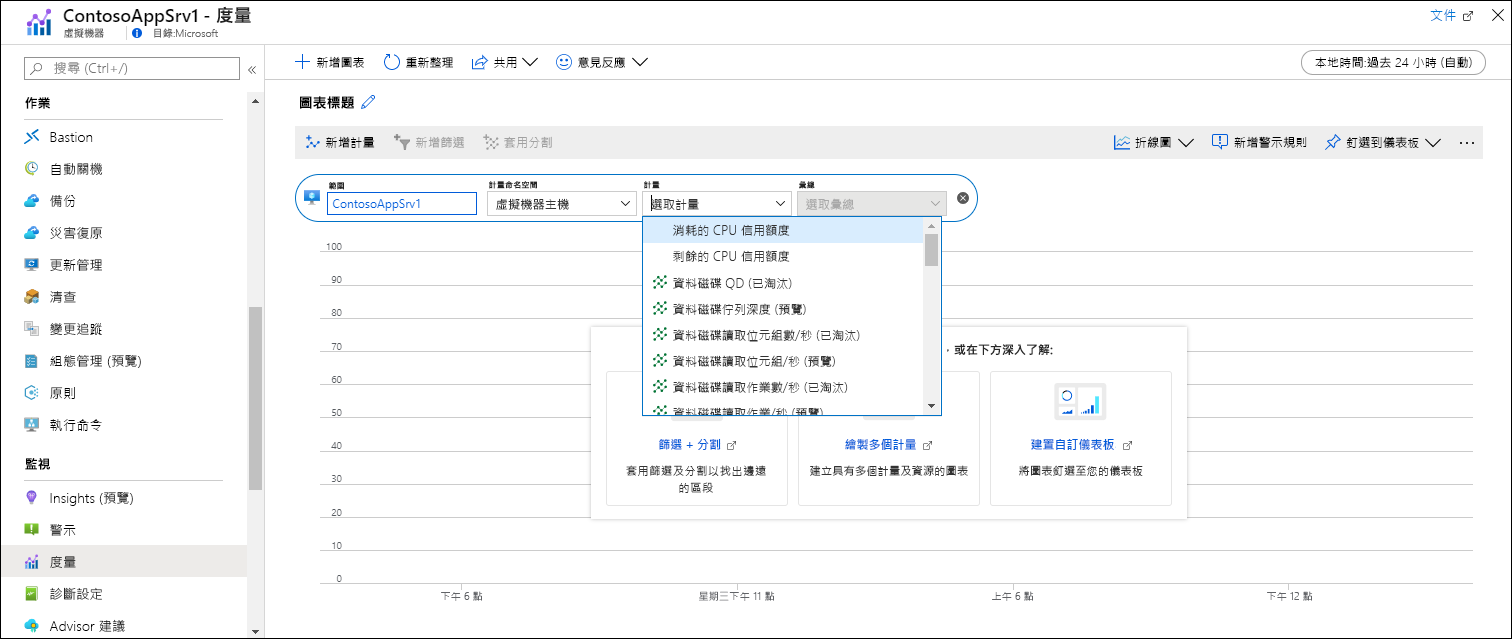 ContosoAppSrv1 - 度量
虛擬機器
目錄:Microsoft
文件
搜尋 (Ctrl+/)
«
作業
Bastion
自動關機
備份
災害復原
更新管理
清查
變更追蹤
組態管理 (預覽)
原則
執行命令
監視
Insights (預覽)
警示
度量
診斷設定
Advisor 建議
新增圖表
重新整理
共用
意見反應
本地時間:過去 24 小時 (自動)
圖表標題
新增計量
新增篩選
套用分割
折線圖
新增警示規則
釘選到儀表板
範圍
ContosoAppSrv1
計量命名空間
虛擬機器主機
計量
選取計量
彙總
選取彙總
消耗的 CPU 信用額度
剩餘的 CPU 信用額度
資料磁碟 QD (已淘汰)
資料磁碟佇列深度 (預覽)
資料磁碟讀取位元組數/秒 (已淘汰)
資料磁碟讀取位元組/秒 (預覽)
資料磁碟讀取作業數/秒 (已淘汰)
資料磁碟讀取作業/秒 (預覽)
，或在下方深入了解:
篩選 + 分割
套用篩選及分割以找出邊遠
的區段
繪製多個計量
建立具有多個計量及資源的圖表
建置自訂儀表板
將圖表釘選至您的儀表板
100
90
80
70
60
50
40
30
20
10
0
下午 6 點
星期三下午 11 點
上午 6 點
下午 12 點